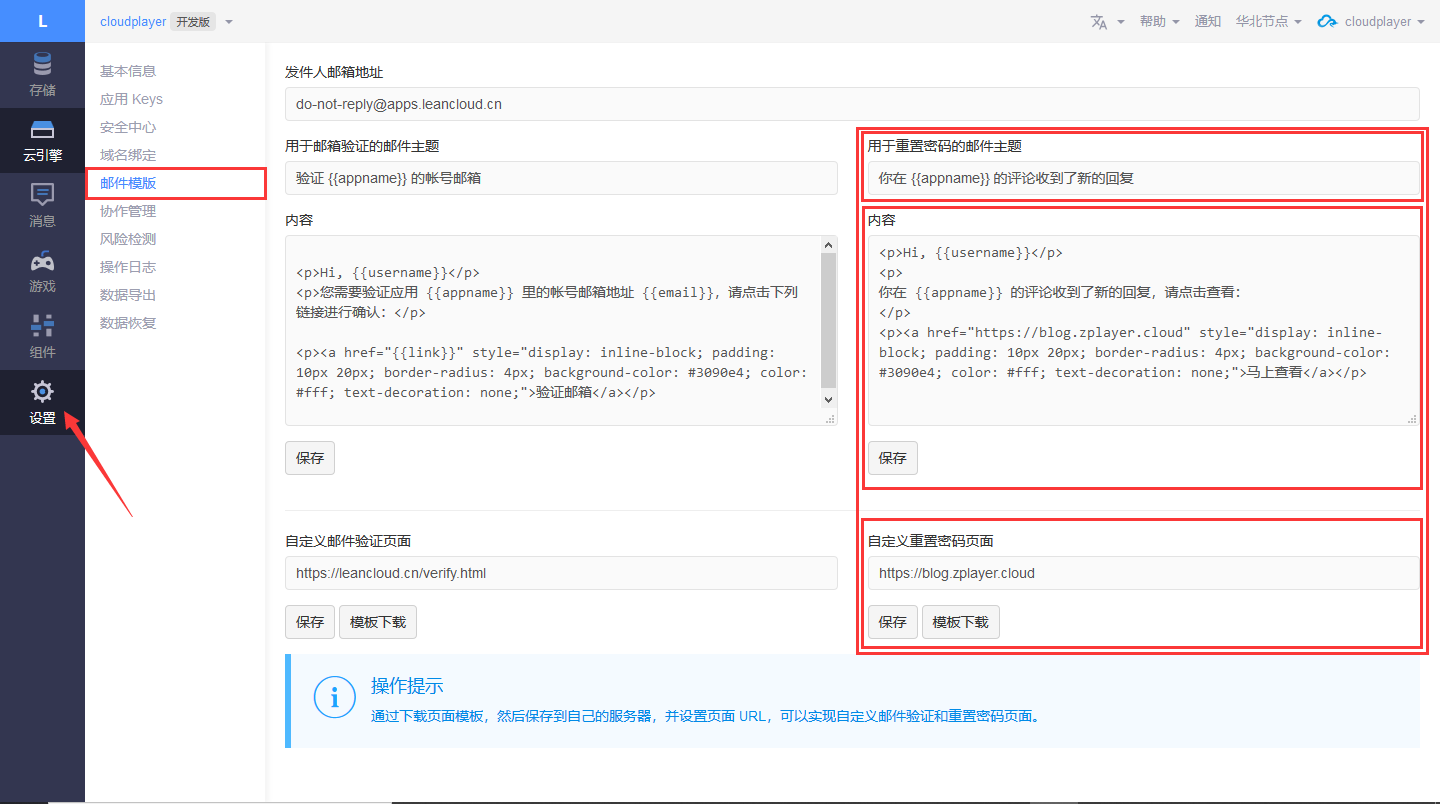 L
cloudplayer 开发版
帮助
通知
华北节点
cloudplayer
存储
云引擎
消息
游戏
组件
设置
基本信息
应用 Keys
安全中心
域名绑定
邮件模版
协作管理
风险检测
操作日志
数据导出
数据恢复
发件人邮箱地址
do-not-reply@apps.leancloud.cn
用于邮箱验证的邮件主题
验证 {{appname}} 的帐号邮箱
内容
<p>Hi, {{username}}</p>
<p>您需要验证应用 {{appname}} 里的帐号邮箱地址 {{email}}，请点击下列
链接进行确认：</p>
<p><a href="{{link}}" style="display: inline-block; padding:
10px 20px; border-radius: 4px; background-color: #3090e4; color:
#fff; text-decoration: none;">验证邮箱</a></p>
保存
用于重置密码的邮件主题
你在 {{appname}} 的评论收到了新的回复
内容
<p>Hi, {{username}}</p>
<p>
你在 {{appname}} 的评论收到了新的回复，请点击查看：
</p>
<p><a href="https://blog.zplayer.cloud" style="display: inline-
block; padding: 10px 20px; border-radius: 4px; background-color:
#3090e4; color: #fff; text-decoration: none;">马上查看</a></p>
保存
自定义邮件验证页面
https://leancloud.cn/verify.html
保存 模板下载
自定义重置密码页面
https://blog.zplayer.cloud
保存 模板下载
操作提示
通过下载页面模板，然后保存到自己的服务器，并设置页面 URL，可以实现自定义邮件验证和重置密码页面。